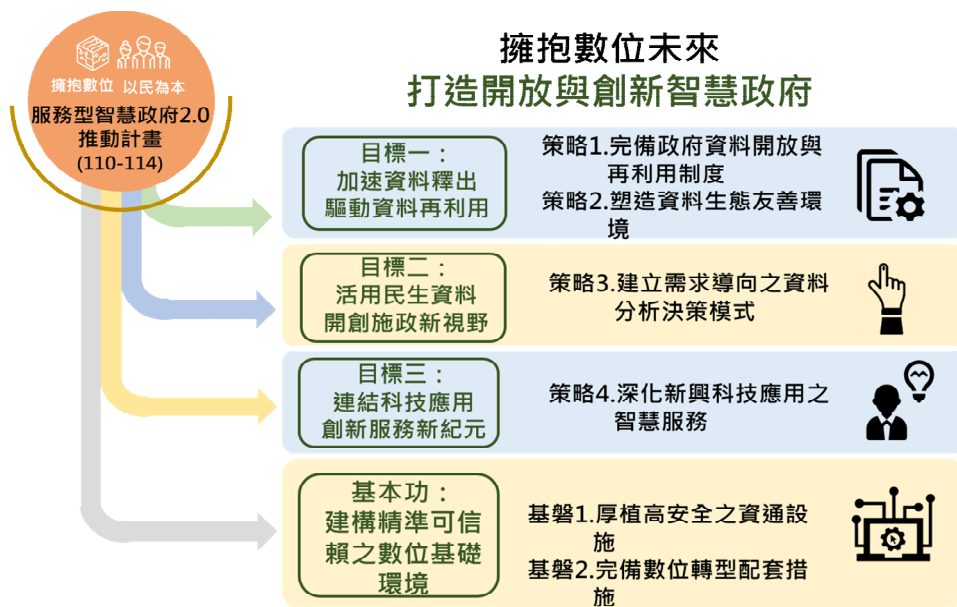 擁抱數位未來
打造開放與創新智慧政府
擁抱數位 以民為本
服務型智慧政府2.0
推動計畫
(110-114)
目標一：
加速資料釋出
驅動資料再利用
策略1.完備政府資料開放與
再利用制度
策略2.塑造資料生態友善環
境
目標二：
活用民生資料
開創施政新視野
策略3.建立需求導向之資料
分析決策模式
目標三：
連結科技應用
創新服務新紀元
策略4.深化新興科技應用之
智慧服務
基本功：
建構精準可信
賴之數位基礎
環境
基磐1.厚植高安全之資通設
施
基磐2.完備數位轉型配套措
施